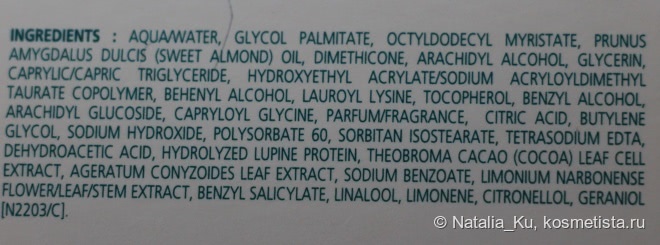 INGREDIENTS : AQUA/WATER, GLYCOL PALMITATE, OCTYLDODECYL MYRISTATE, PRUNUS
AMYGDALUS DULCIS (SWEET ALMOND) OIL, DIMETHICONE, ARACHIDYL ALCOHOL, GLYCERIN,
CAPRYLIC/CAPRIC TRIGLYCERIDE, HYDROXYETHYL ACRYLATE/SODIUM ACRYLOYLDIMETHYL
TAURATE COPOLYMER, BEHENYL ALCOHOL, LAUROYL LYSINE, TOCOPHEROL, BENZYL ALCOHOL,
ARACHIDYL GLUCOSIDE, CAPRYLOYL GLYCINE, PARFUM/FRAGRANCE, CITRIC ACID, BUTYLENE
GLYCOL, SODIUM HYDROXIDE, POLYSORBATE 60, SORBITAN ISOSTEARATE, TETRASODIUM EDTA,
DEHYDROACETIC ACID, HYDROLYZED LUPINE PROTEIN, THEOBROMA CACAO (COCOA) LEAF CELL
EXTRACT, AGERATUM CONYZOIDES LEAF EXTRACT, SODIUM BENZOATE, LIMONIUM NARBONENSE
FLOWER/LEAF/STEM EXTRACT, BENZYL SALICYLATE, LINALOOL, LIMONENE, CITRONELLOL, GERANIOL
[N2203/C].
© Natalia_Ku, kosmetista.ru